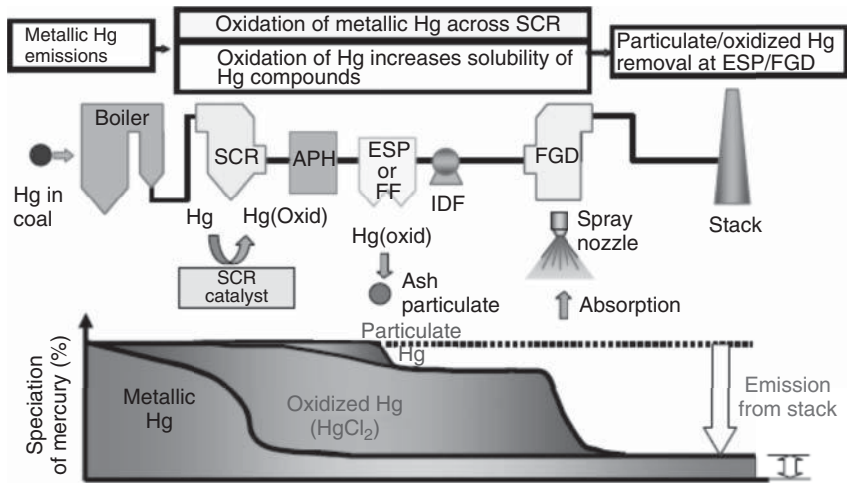 Metallic Hg
emissions
Oxidation of metallic Hg across SCR
Oxidation of Hg increases solubility of
Hg compounds
Particulate/oxidized Hg
removal at ESP/FGD
Boiler
SCR
APH
ESP
or
FF
IDF
FGD
Stack
Hg in
coal
Hg
Hg(Oxid)
SCR
catalyst
Hg(oxid)
Ash
particulate
Spray
nozzle
Absorption
Speciation
of mercury (%)
Metallic
Hg
Oxidized Hg
(HgCl₂)
Particulate
Hg
Emission
from stack